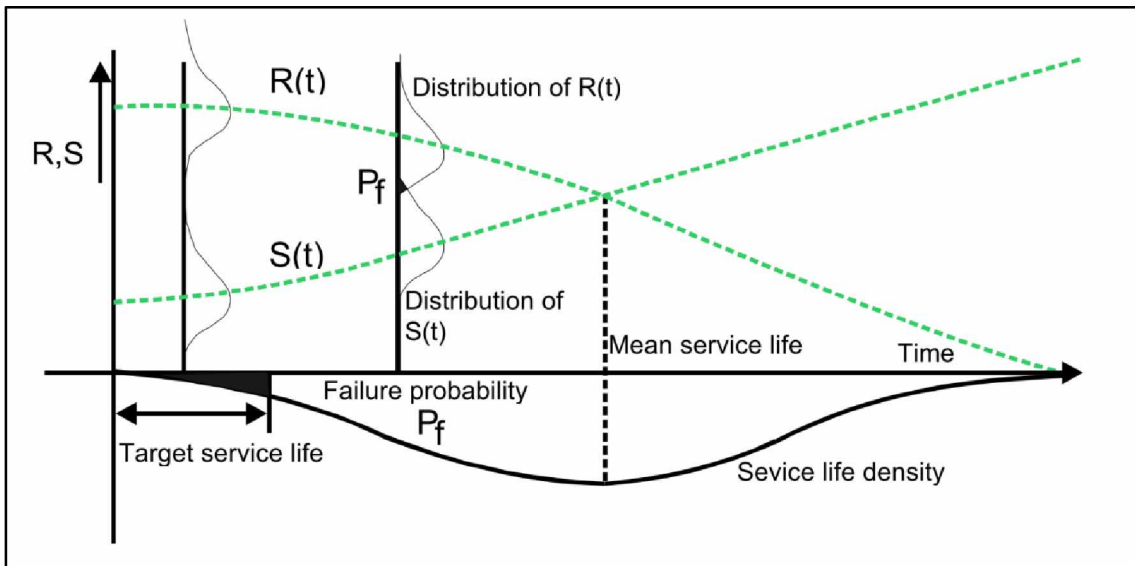 R(t)
Distribution of R(t)
R,S
Pf
S(t)
Distribution of
S(t)
Mean service life
Time
Failure probability
Pf
Target service life
Sevice life density